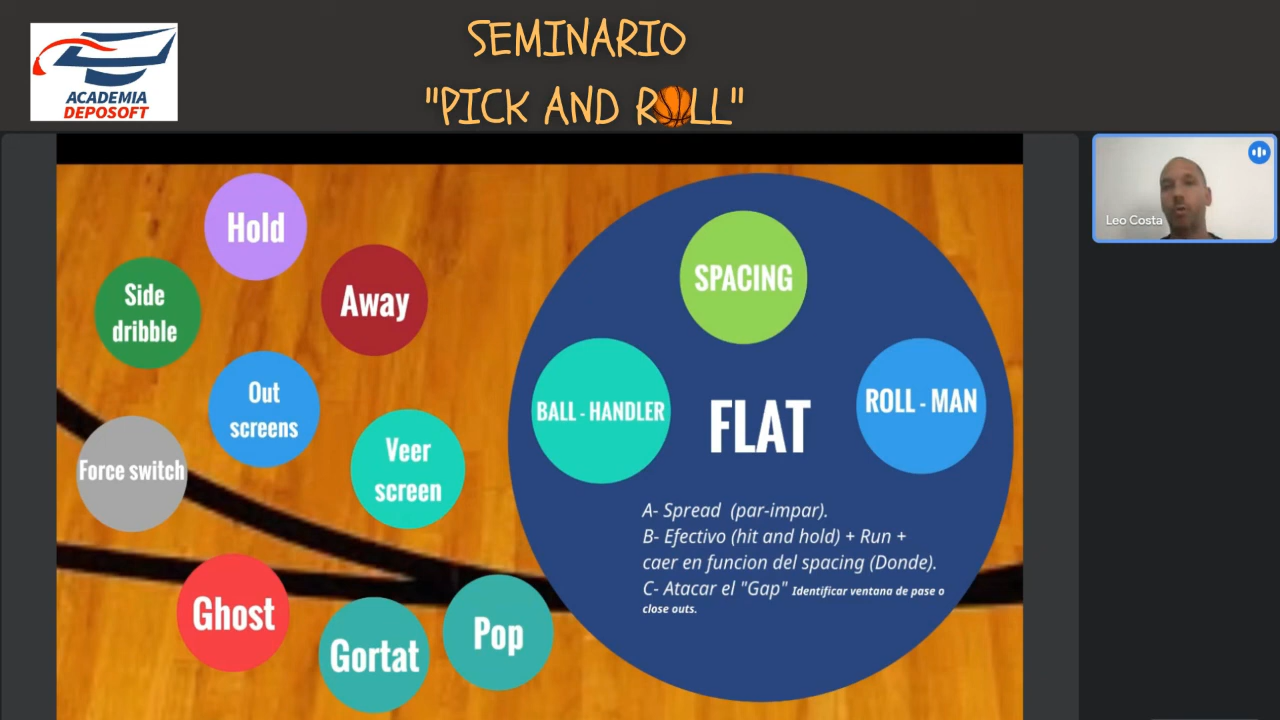 SEMINARIO
"PICK AND ROLL"
ACADEMIA
DEPOSOFT
Leo Costa
Hold
Away
Side
dribble
Out
screens
Veer
screen
Force switch
Ghost
Gortat
Pop
SPACING
BALL - HANDLER
FLAT
ROLL - MAN
A- Spread (par-impar).
B- Efectivo (hit and hold) + Run +
caer en funcion del spacing (Donde).
C- Atacar el "Gap" Identificar ventana de pase o
close outs.